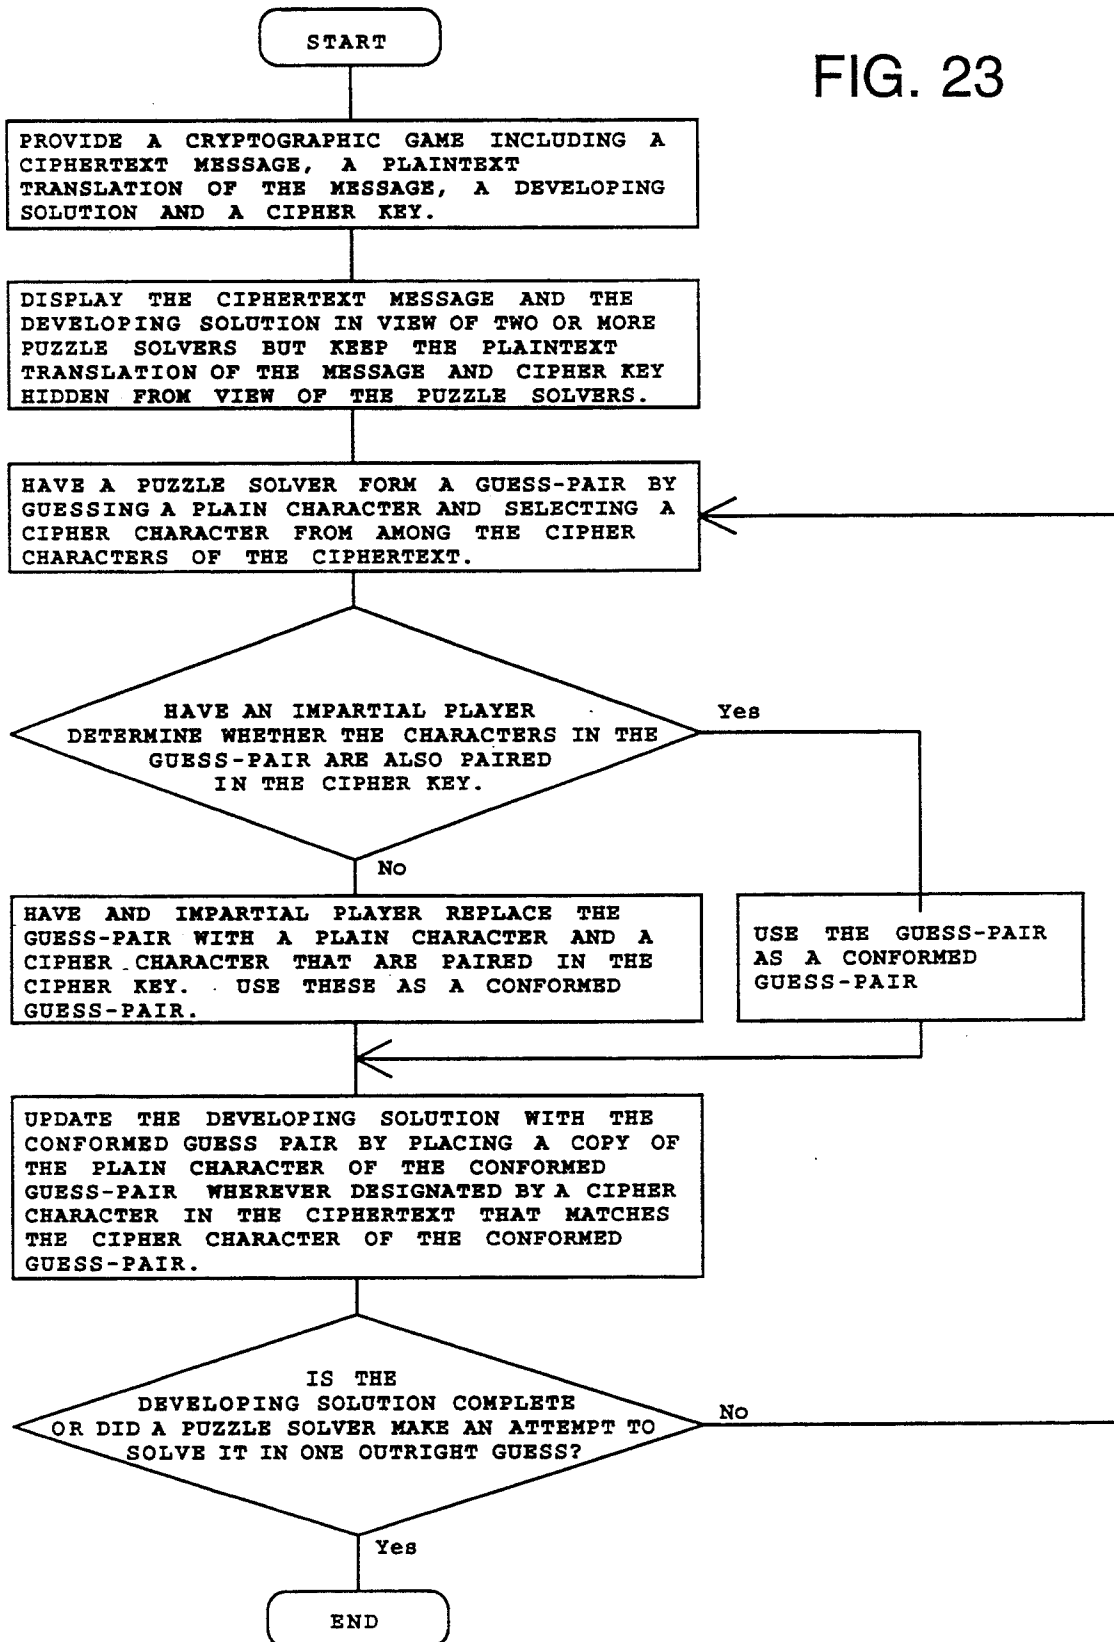 START
FIG. 23
PROVIDE A CRYPTOGRAPHIC GAME INCLUDING A
CIPHERTEXT MESSAGE, A PLAINTEXT
TRANSLATION OF THE MESSAGE, A DEVELOPING
SOLUTION AND A CIPHER KEY.
DISPLAY THE CIPHERTEXT MESSAGE AND THE
DEVELOPING SOLUTION IN VIEW OF TWO OR MORE
PUZZLE SOLVERS BUT KEEP THE PLAINTEXT
TRANSLATION OF THE MESSAGE AND CIPHER KEY
HIDDEN FROM VIEW OF THE PUZZLE SOLVERS.
HAVE A PUZZLE SOLVER FORM A GUESS-PAIR BY
GUESSING A PLAIN CHARACTER AND SELECTING A
CIPHER CHARACTER FROM AMONG THE CIPHER
CHARACTERS OF THE CIPHERTEXT.
HAVE AN IMPARTIAL PLAYER
DETERMINE WHETHER THE CHARACTERS IN THE
GUESS-PAIR ARE ALSO PAIRED
IN THE CIPHER KEY.
Yes
No
HAVE AND IMPARTIAL PLAYER REPLACE THE
GUESS-PAIR WITH A PLAIN CHARACTER AND A
CIPHER CHARACTER THAT ARE PAIRED IN THE
CIPHER KEY. USE THESE AS A CONFORMED
GUESS-PAIR.
USE THE GUESS-PAIR
AS A CONFORMED
GUESS-PAIR
UPDATE THE DEVELOPING SOLUTION WITH THE
CONFORMED GUESS PAIR BY PLACING A COPY OF
THE PLAIN CHARACTER OF THE CONFORMED
GUESS-PAIR WHEREVER DESIGNATED BY A CIPHER
CHARACTER IN THE CIPHERTEXT THAT MATCHES
THE CIPHER CHARACTER OF THE CONFORMED
GUESS-PAIR.
IS THE
DEVELOPING SOLUTION COMPLETE
OR DID A PUZZLE SOLVER MAKE AN ATTEMPT TO
SOLVE IT IN ONE OUTRIGHT GUESS?
No
Yes
END